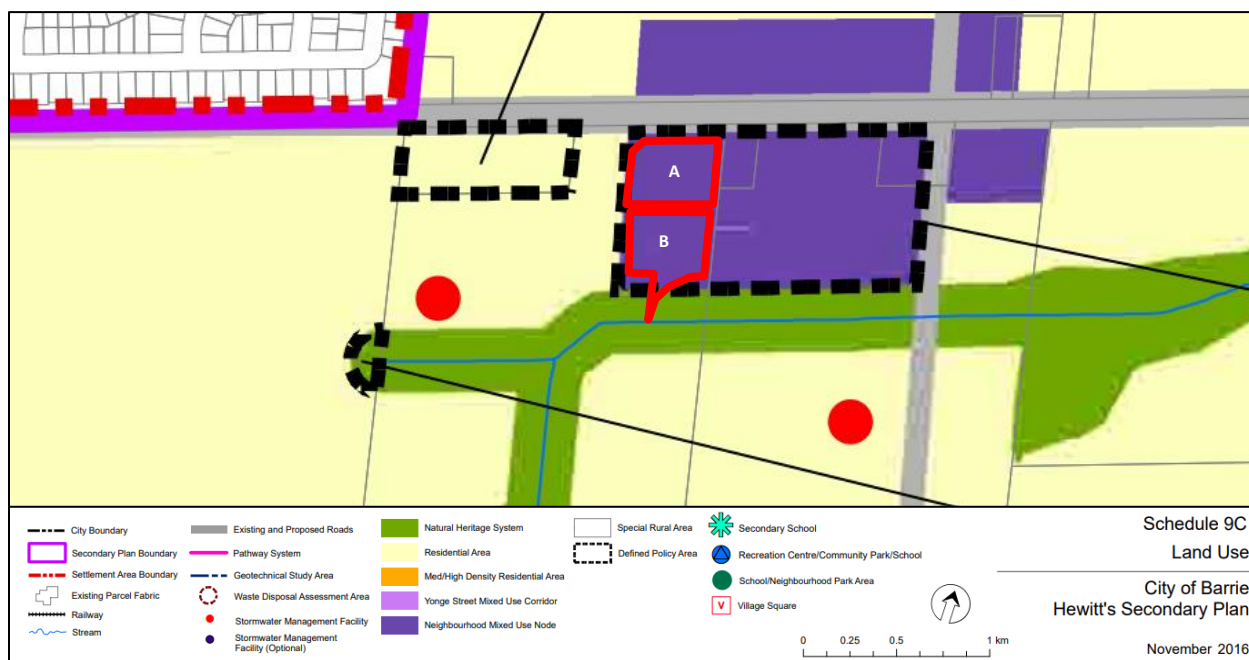 A
B
City Boundary
Secondary Plan Boundary
Settlement Area Boundary
Existing Parcel Fabric
Railway
Stream
Existing and Proposed Roads
Pathway System
Geotechnical Study Area
Waste Disposal Assessment Area
Stormwater Management Facility
Stormwater Management
Facility (Optional)
Natural Heritage System
Residential Area
Med/High Density Residential Area
Yonge Street Mixed Use Corridor
Neighbourhood Mixed Use Node
Special Rural Area
Defined Policy Area
Secondary School
Recreation Centre/Community Park/School
School/Neighbourhood Park Area
V Village Square
0 0.25 0.5 1 km
Schedule 9C
Land Use
City of Barrie
Hewitt's Secondary Plan
November 2016